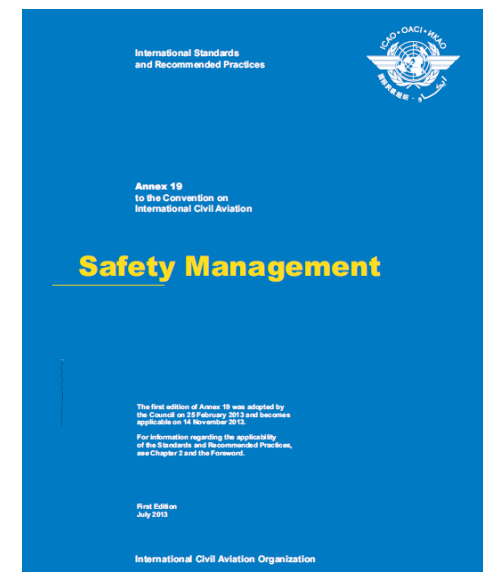 International Standards
and Recommended Practices
ICAO • OACI • ИКАО
Annex 19
to the Convention on
International Civil Aviation
Safety Management
The first edition of Annex 19 was adopted by
the Council on 25 February 2013 and becomes
applicable on 14 November 2013.
For information regarding the applicability
of the Standards and Recommended Practices,
see Chapter 2 and the Foreword.
First Edition
July 2013
International Civil Aviation Organization